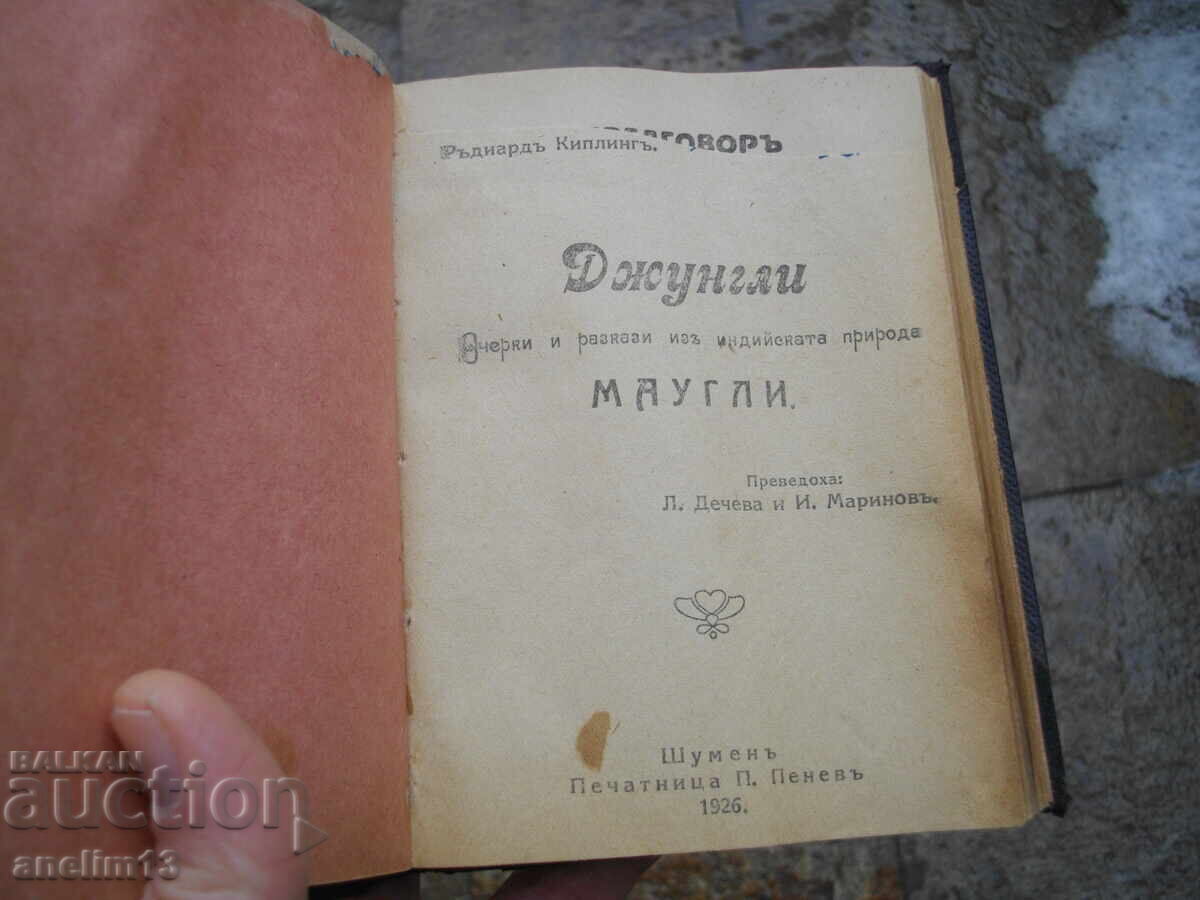 Ръдиардъ Киплингъ.
ГОВОРЪ
Джунгли
Очерки и разкази изъ индийската природа
МАУГЛИ.
Преведоха:
Л. Дечева и И. Мариновъ.
Шуменъ
Печатница П. Пеневъ
1926.
BALKAN
auction
anelim13